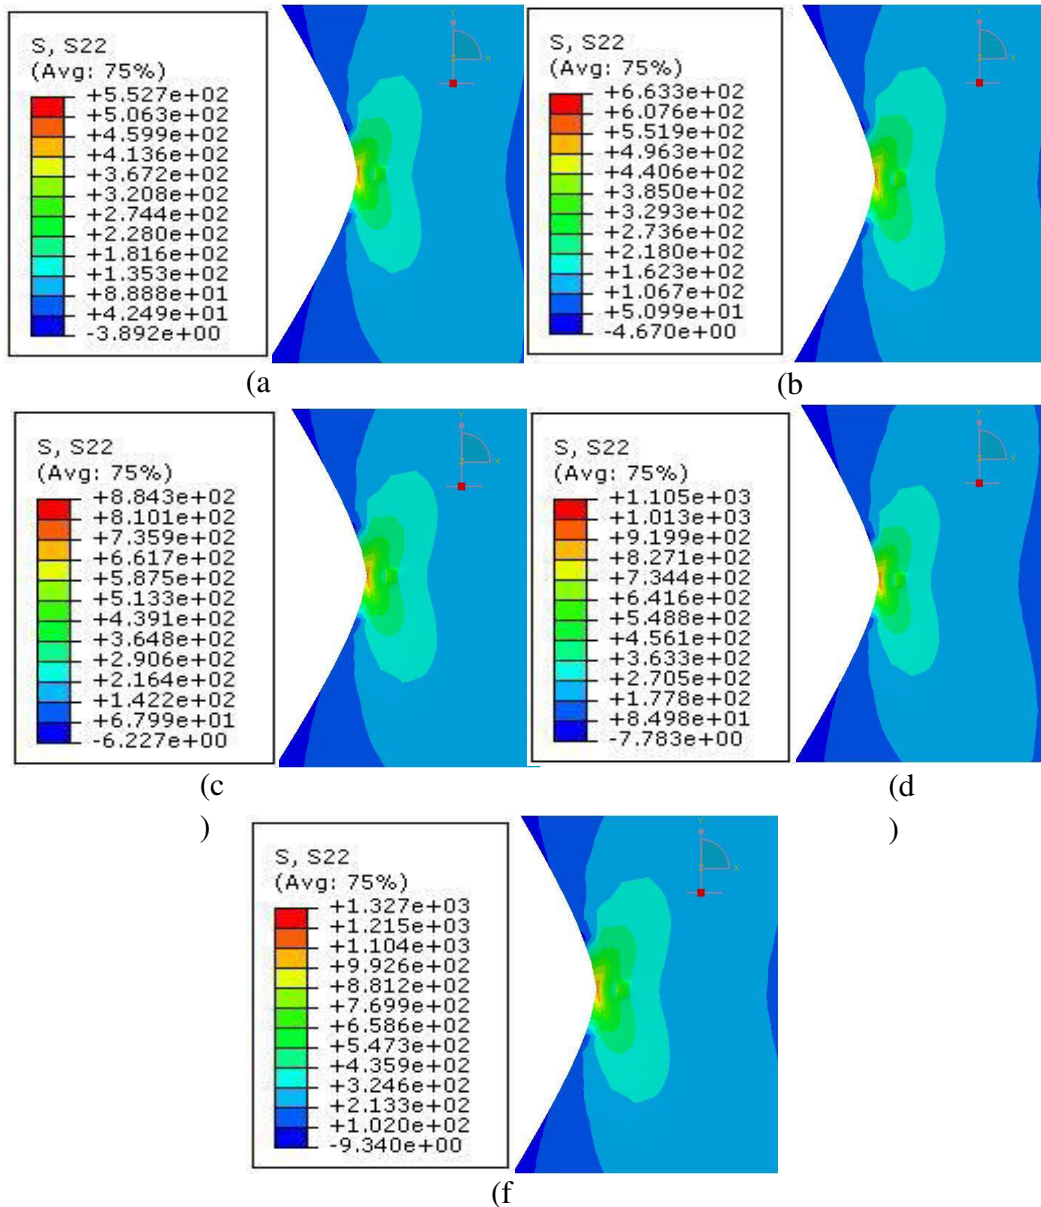 S, S22
(Avg: 75%)
+5.527e+02
+5.063e+02
+4.599e+02
+4.136e+02
+3.672e+02
+3.208e+02
+2.744e+02
+2.280e+02
+1.816e+02
+1.353e+02
+8.888e+01
+4.249e+01
-3.892e+00
Y
Z
X
(a
S, S22
(Avg: 75%)
+6.633e+02
+6.076e+02
+5.519e+02
+4.963e+02
+4.406e+02
+3.850e+02
+3.293e+02
+2.736e+02
+2.180e+02
+1.623e+02
+1.067e+02
+5.099e+01
-4.670e+00
Y
Z
X
(b
S, S22
(Avg: 75%)
+8.843e+02
+8.101e+02
+7.359e+02
+6.617e+02
+5.875e+02
+5.133e+02
+4.391e+02
+3.648e+02
+2.906e+02
+2.164e+02
+1.422e+02
+6.799e+01
-6.227e+00
Y
Z
X
(c
)
S, S22
(Avg: 75%)
+1.105e+03
+1.013e+03
+9.199e+02
+8.271e+02
+7.344e+02
+6.416e+02
+5.488e+02
+4.561e+02
+3.633e+02
+2.705e+02
+1.778e+02
+8.498e+01
-7.783e+00
Y
Z
X
(d
)
S, S22
(Avg: 75%)
+1.327e+03
+1.215e+03
+1.104e+03
+9.926e+02
+8.812e+02
+7.699e+02
+6.586e+02
+5.473e+02
+4.359e+02
+3.246e+02
+2.133e+02
+1.020e+02
-9.340e+00
Y
Z
X
(f